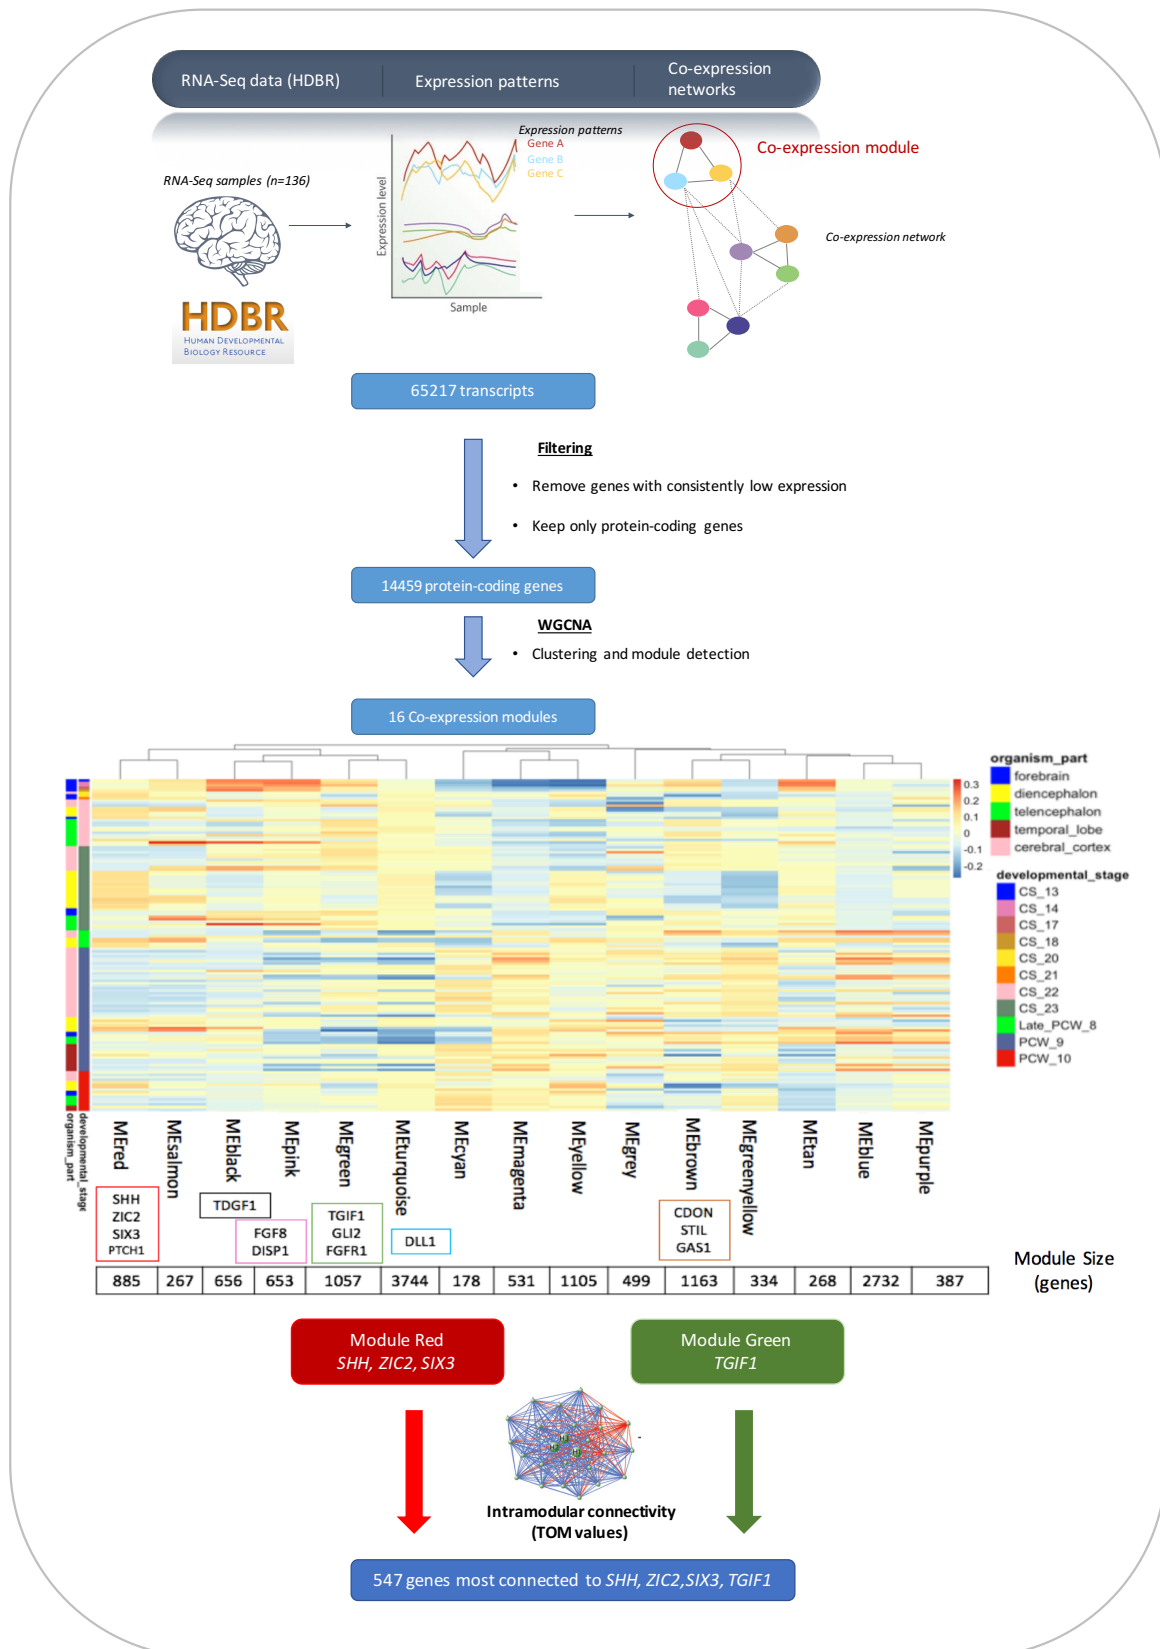 RNA-Seq data (HDBR)
Expression patterns
Co-expression
networks
Expression patterns
Gene A
Gene B
Gene C
Co-expression module
RNA-Seq samples (n=136)
Expression level
Sample
Co-expression network
HDBR
HUMAN DEVELOPMENTAL
BIOLOGY RESOURCE
65217 transcripts
Filtering
• Remove genes with consistently low expression
• Keep only protein-coding genes
14459 protein-coding genes
WGCNA
• Clustering and module detection
16 Co-expression modules
organism_part
forebrain
diencephalon
telencephalon
temporal_lobe
cerebral_cortex
0.3
0.2
0.1
0
-0.1
-0.2
developmental_stage
CS_13
CS_14
CS_17
CS_18
CS_20
CS_21
CS_22
CS_23
Late_PCW_8
PCW_9
PCW_10
organism_part
developmental_stage
MEred
MEsalmon
MEblack
MEpink
MEgreen
MEturquoise
MEcyan
MEmagenta
MEyellow
MEgrey
MEbrown
MEgreenyellow
MEtan
MEblue
MEpurple
SHH
ZIC2
SIX3
PTCH1
TDGF1
FGF8
DISP1
TGIF1
GLI2
FGFR1
DLL1
CDON
STIL
GAS1
Module Size
(genes)
885 267 656 653 1057 3744 178 531 1105 499 1163 334 268 2732 387
Module Red
SHH, ZIC2, SIX3
Module Green
TGIF1
Intramodular connectivity
(TOM values)
547 genes most connected to SHH, ZIC2,SIX3, TGIF1